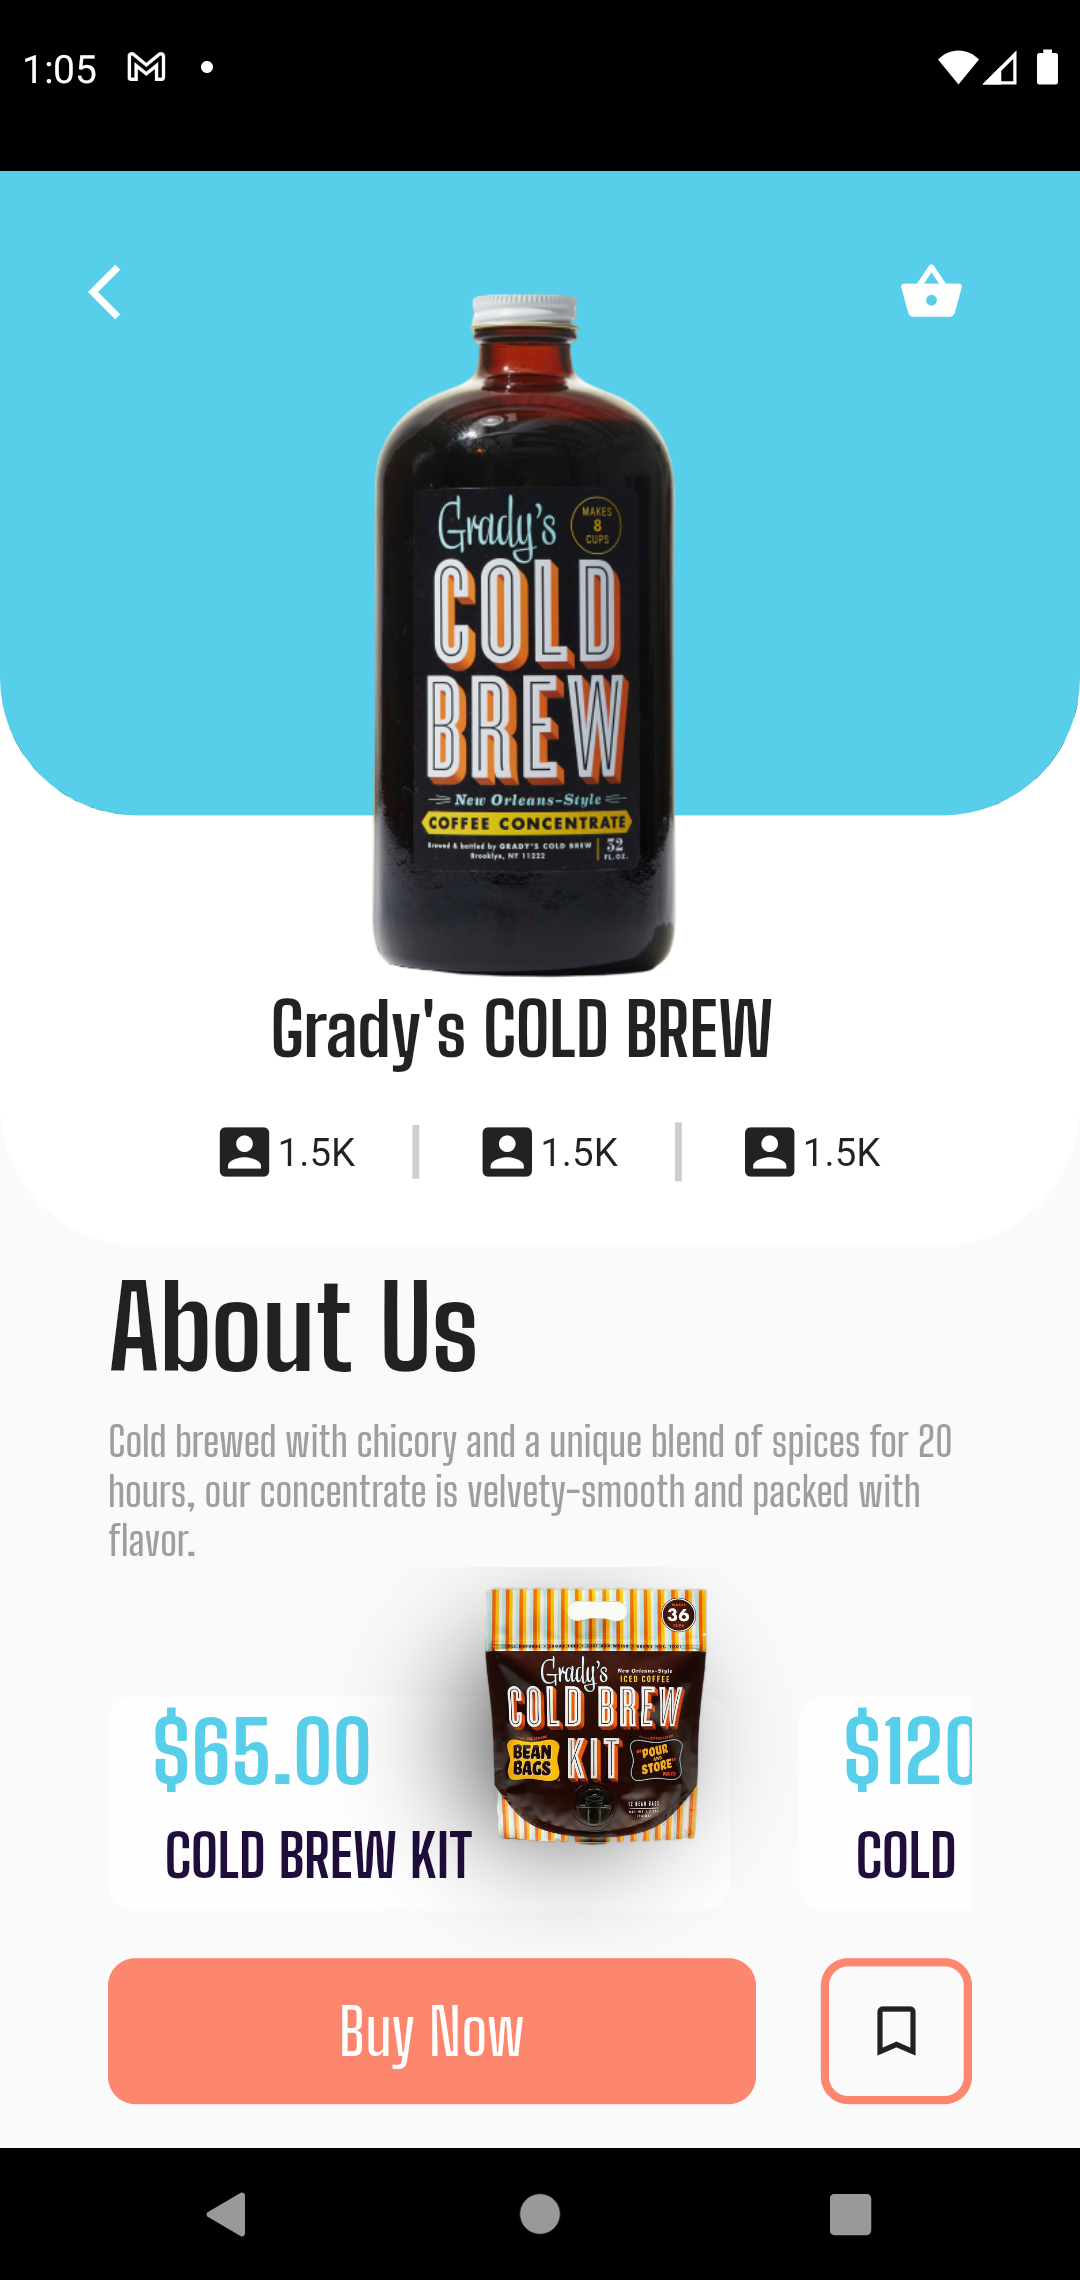 1:05
Grady's
MAKES
8
CUPS
COLD
BREW
New Orleans-Style
COFFEE CONCENTRATE
Brewed & bottled by GRADY'S COLD BREW
Brooklyn, NY 11222
32
FL.OZ.
Grady's COLD BREW
1.5K 1.5K 1.5K
About Us
Cold brewed with chicory and a unique blend of spices for 20
hours, our concentrate is velvety-smooth and packed with
flavor.
36
CUPS
Grady's
New Orleans-Style
ICED COFFEE
COLD BREW
KIT
BEAN
BAGS
"POUR
AND
STORE"
POUCH
$65.00
COLD BREW KIT
$120
COLD
Buy Now